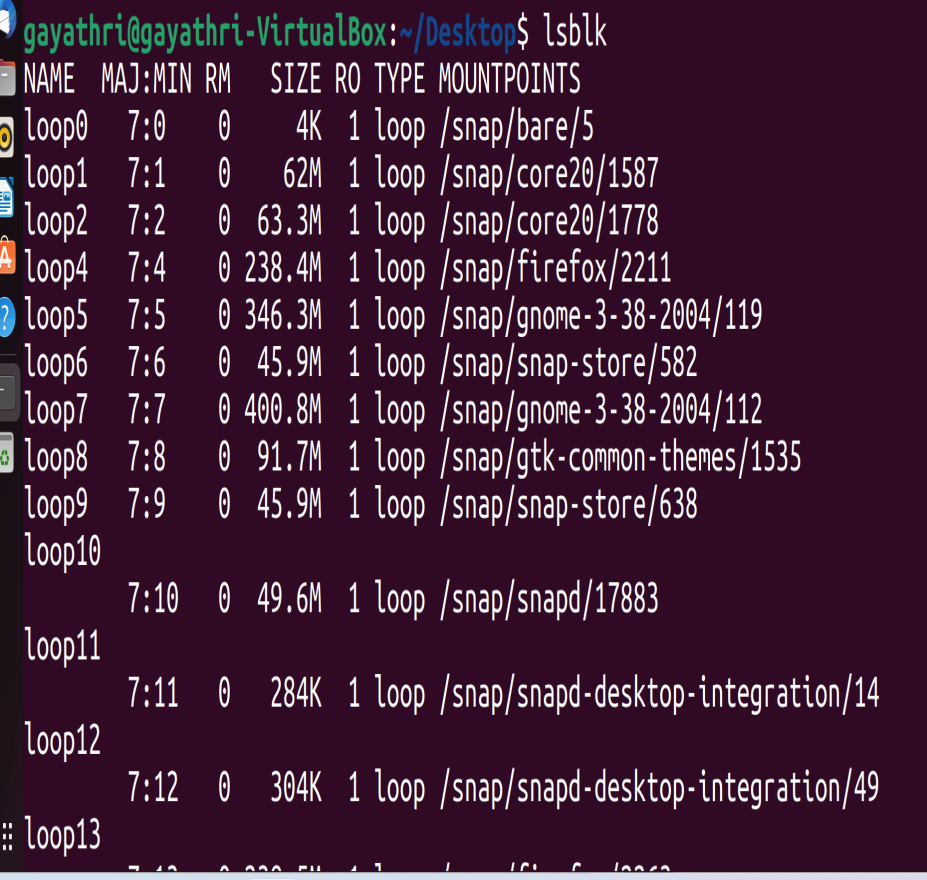 gayathri@gayathri-VirtualBox:~/Desktop$ lsblk
NAME  MAJ:MIN RM   SIZE RO TYPE MOUNTPOINTS
loop0   7:0    0     4K  1 loop /snap/bare/5
loop1   7:1    0    62M  1 loop /snap/core20/1587
loop2   7:2    0  63.3M  1 loop /snap/core20/1778
loop4   7:4    0 238.4M  1 loop /snap/firefox/2211
loop5   7:5    0 346.3M  1 loop /snap/gnome-3-38-2004/119
loop6   7:6    0  45.9M  1 loop /snap/snap-store/582
loop7   7:7    0 400.8M  1 loop /snap/gnome-3-38-2004/112
loop8   7:8    0  91.7M  1 loop /snap/gtk-common-themes/1535
loop9   7:9    0  45.9M  1 loop /snap/snap-store/638
loop10
        7:10   0  49.6M  1 loop /snap/snapd/17883
loop11
        7:11   0   284K  1 loop /snap/snapd-desktop-integration/14
loop12
        7:12   0   304K  1 loop /snap/snapd-desktop-integration/49
loop13